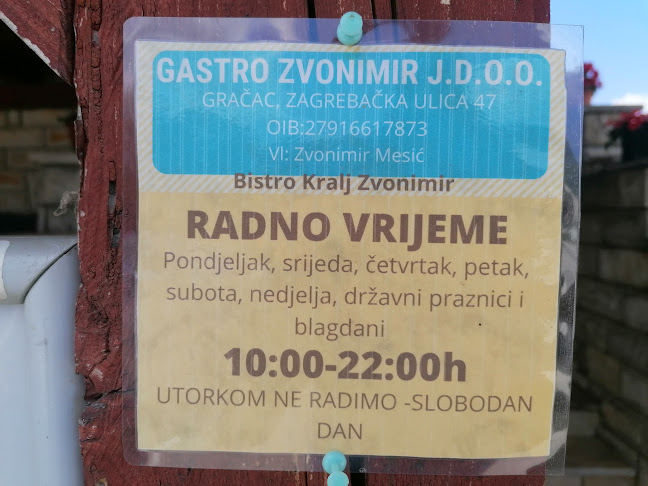 GASTRO ZVONIMIR J.D.O.O.
GRAČAC, ZAGREBAČKA ULICA 47
OIB:27916617873
Vl: Zvonimir Mesić
Bistro Kralj Zvonimir
RADNO VRIJEME
Pondjeljak, srijeda, četvrtak, petak,
subota, nedjelja, državni praznici i
blagdani
10:00-22:00h
UTORKOM NE RADIMO -SLOBODAN
DAN